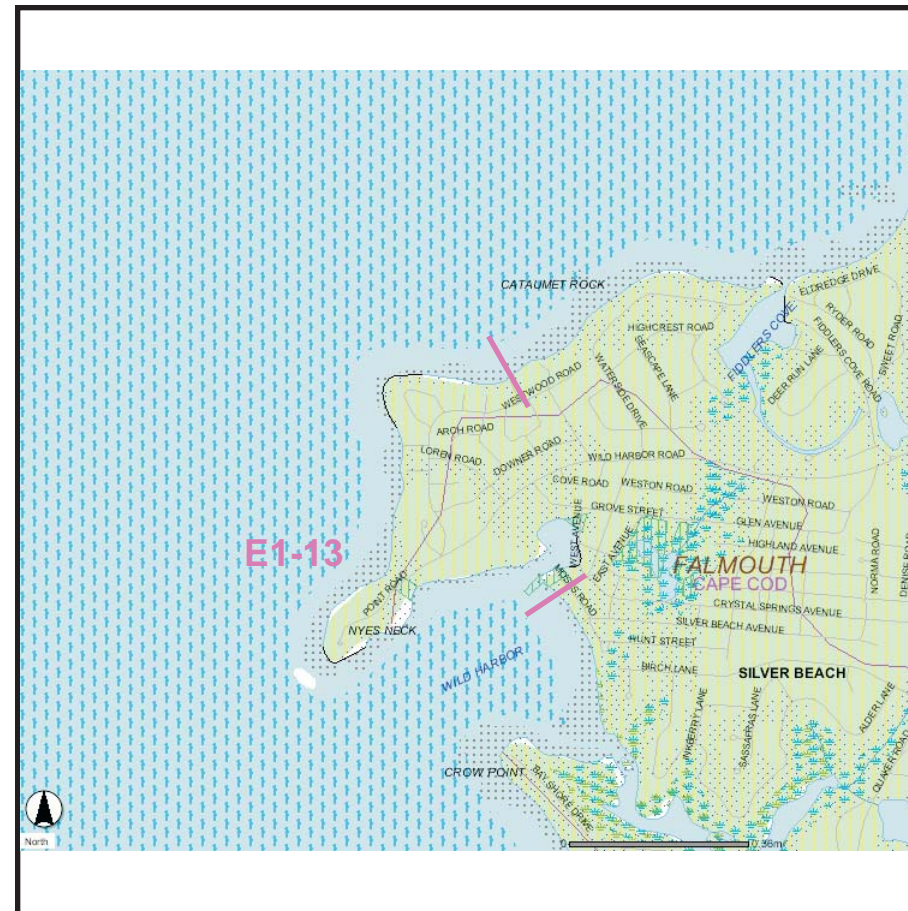 ELDREDGE DRIVE
CATAUMET ROCK
FIDDLERS COVE
RYDER ROAD
HIGHCREST ROAD
SEASCAPE LANE
FIDDLERS COVE ROAD
SWEET ROAD
DEER RUN LANE
WESTWOOD ROAD
WATERSIDE DRIVE
ARCH ROAD
LOREN ROAD
DOWNER ROAD
WILD HARBOR ROAD
COVE ROAD
WESTON ROAD
WESTON ROAD
GROVE STREET
WEST AVENUE
EAST AVENUE
GLEN AVENUE
HIGHLAND AVENUE
NORMA ROAD
E1-13
FALMOUTH
CAPE COD
POINT ROAD
CRYSTAL SPRINGS AVENUE
SILVER BEACH AVENUE
NYES NECK
HUNT STREET
BIRCH LANE
WILD HARBOR
SILVER BEACH
INKBERRY LANE
SASSAFRAS LANE
ALDER LANE
QUAKER ROAD
CROW POINT
BAY SHORE DRIVE
North
0
0.36m